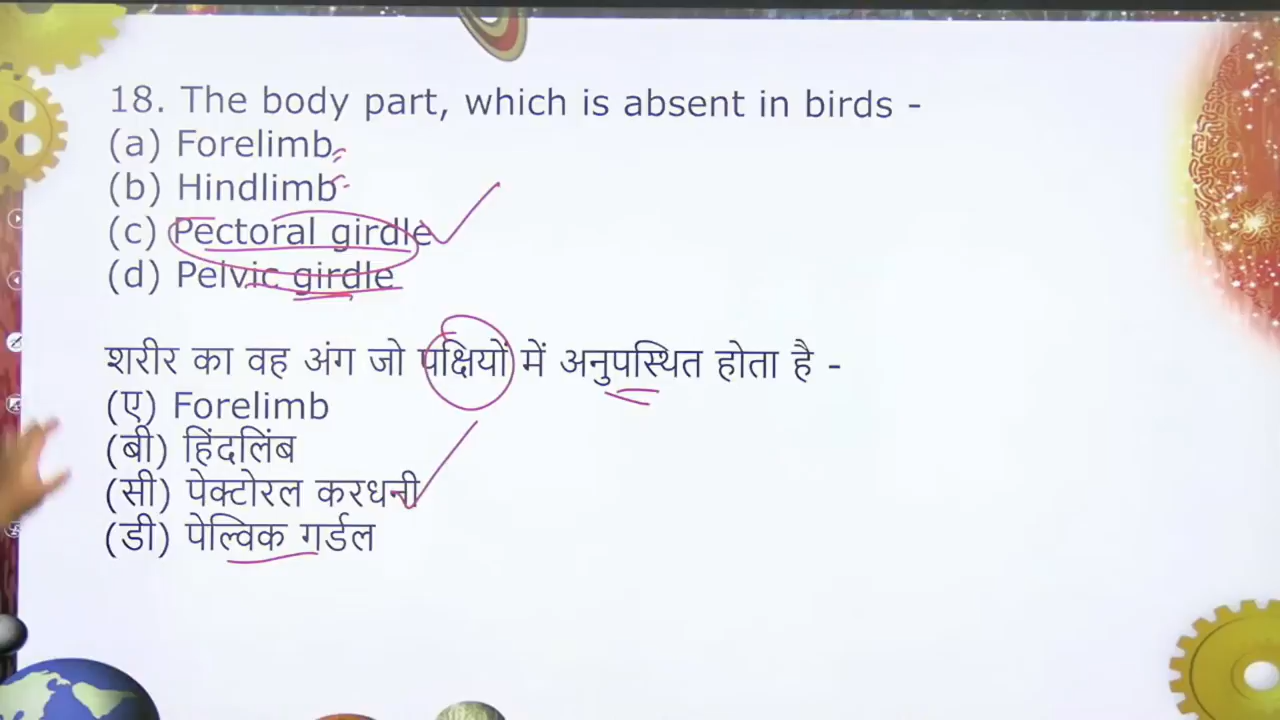 18. The body part, which is absent in birds -
(a) Forelimb
(b) Hindlimb
(c) Pectoral girdle
(d) Pelvic girdle
शरीर का वह अंग जो पक्षियों में अनुपस्थित होता है -
(ए) Forelimb
(बी) हिंदलिंब
(सी) पेक्टोरल करधनी
(डी) पेल्विक गर्डल